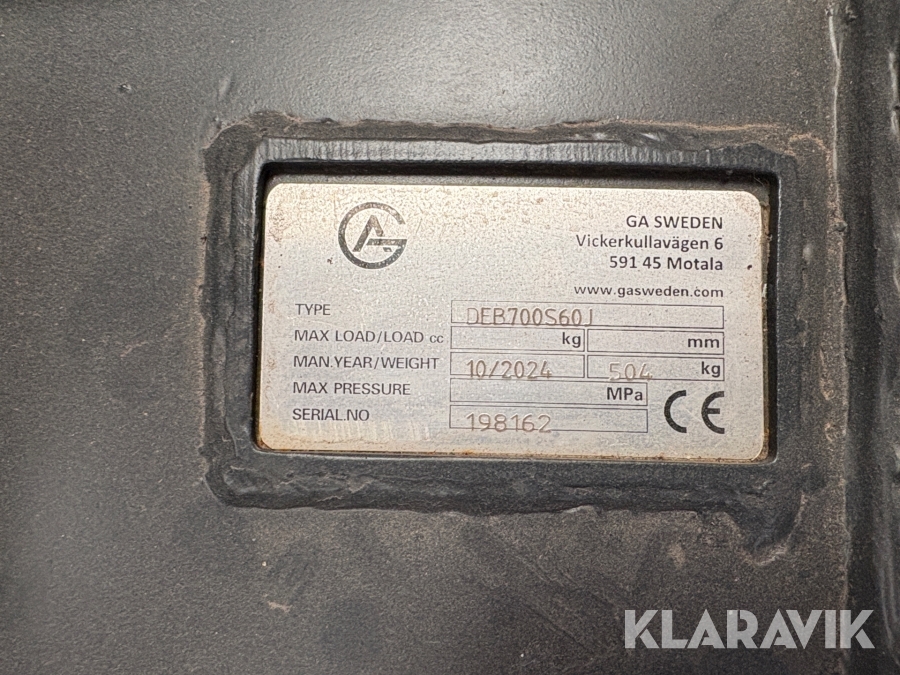 GA SWEDEN
Vickerkullavägen 6
591 45 Motala
www.gasweden.com
TYPE DEB700S60J
MAX LOAD/LOAD cc kg mm
MAN.YEAR/WEIGHT 10/2024 504 kg
MAX PRESSURE MPa
SERIAL.NO 198162
CE
KLARAVIK